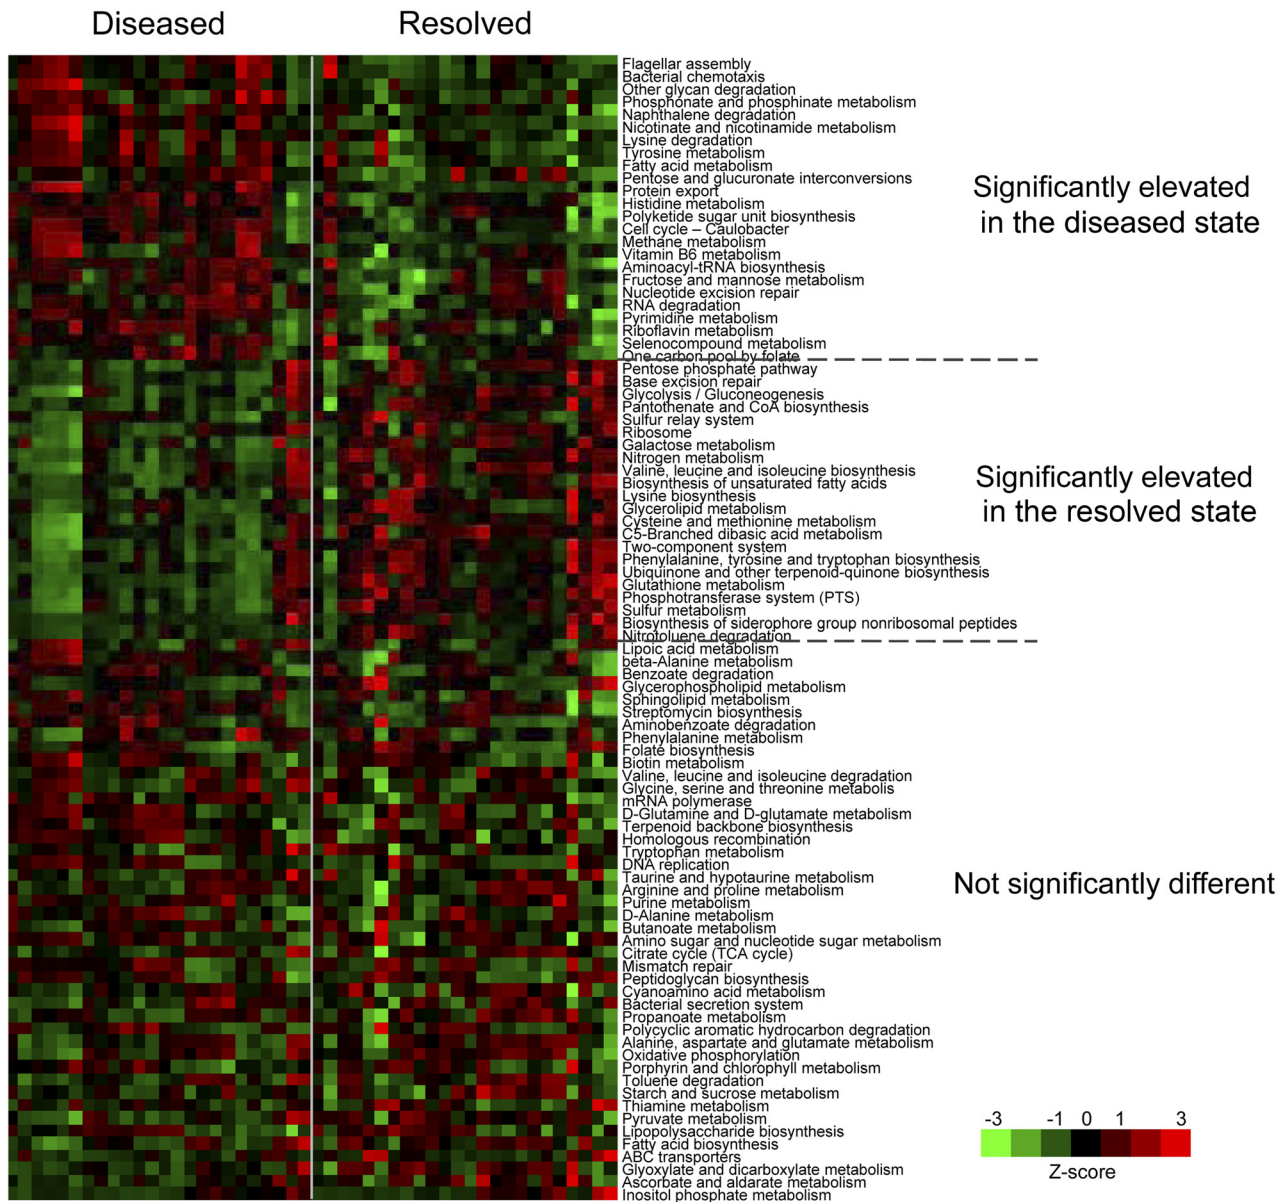 Diseased
Resolved
Flagellar assembly
Bacterial chemotaxis
Other glycan degradation
Phosphonate and phosphinate metabolism
Naphthalene degradation
Nicotinate and nicotinamide metabolism
Lysine degradation
Tyrosine metabolism
Fatty acid metabolism
Pentose and glucuronate interconversions
Protein export
Histidine metabolism
Polyketide sugar unit biosynthesis
Cell cycle – Caulobacter
Methane metabolism
Vitamin B6 metabolism
Aminoacyl-tRNA biosynthesis
Fructose and mannose metabolism
Nucleotide excision repair
RNA degradation
Pyrimidine metabolism
Riboflavin metabolism
Selenocompound metabolism
One carbon pool by folate
Significantly elevated
in the diseased state
Pentose phosphate pathway
Base excision repair
Glycolysis / Gluconeogenesis
Pantothenate and CoA biosynthesis
Sulfur relay system
Ribosome
Galactose metabolism
Nitrogen metabolism
Valine, leucine and isoleucine biosynthesis
Biosynthesis of unsaturated fatty acids
Lysine biosynthesis
Glycerolipid metabolism
Cysteine and methionine metabolism
C5-Branched dibasic acid metabolism
Two-component system
Phenylalanine, tyrosine and tryptophan biosynthesis
Ubiquinone and other terpenoid-quinone biosynthesis
Glutathione metabolism
Phosphotransferase system (PTS)
Sulfur metabolism
Biosynthesis of siderophore group nonribosomal peptides
Nitrotoluene degradation
Significantly elevated
in the resolved state
Lipoic acid metabolism
beta-Alanine metabolism
Benzoate degradation
Glycerophospholipid metabolism
Sphingolipid metabolism
Streptomycin biosynthesis
Aminobenzoate degradation
Phenylalanine metabolism
Folate biosynthesis
Biotin metabolism
Valine, leucine and isoleucine degradation
Glycine, serine and threonine metabolis
mRNA polymerase
D-Glutamine and D-glutamate metabolism
Terpenoid backbone biosynthesis
Homologous recombination
Tryptophan metabolism
DNA replication
Taurine and hypotaurine metabolism
Arginine and proline metabolism
Purine metabolism
D-Alanine metabolism
Butanoate metabolism
Amino sugar and nucleotide sugar metabolism
Citrate cycle (TCA cycle)
Mismatch repair
Peptidoglycan biosynthesis
Cyanoamino acid metabolism
Bacterial secretion system
Propanoate metabolism
Polycyclic aromatic hydrocarbon degradation
Alanine, aspartate and glutamate metabolism
Oxidative phosphorylation
Porphyrin and chlorophyll metabolism
Toluene degradation
Starch and sucrose metabolism
Thiamine metabolism
Pyruvate metabolism
Lipopolysaccharide biosynthesis
Fatty acid biosynthesis
ABC transporters
Glyoxylate and dicarboxylate metabolism
Ascorbate and aldarate metabolism
Inositol phosphate metabolism
Not significantly different
-3 -1 0 1 3
Z-score